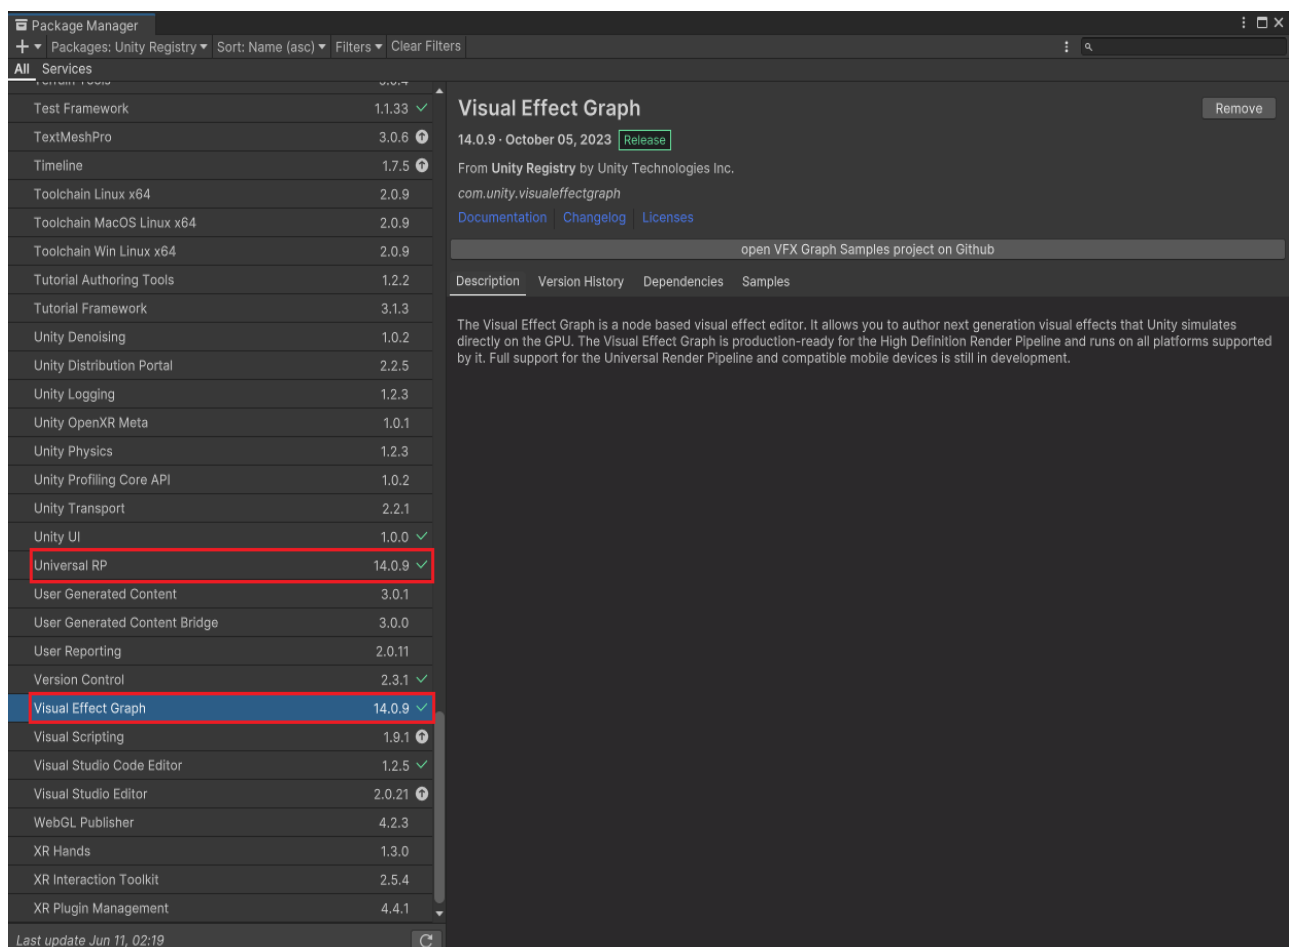 Package Manager
Packages: Unity Registry Sort: Name (asc) Filters Clear Filters
All Services
Terrain Tools 5.0.4
Test Framework 1.1.33
TextMeshPro 3.0.6
Timeline 1.7.5
Toolchain Linux x64 2.0.9
Toolchain MacOS Linux x64 2.0.9
Toolchain Win Linux x64 2.0.9
Tutorial Authoring Tools 1.2.2
Tutorial Framework 3.1.3
Unity Denoising 1.0.2
Unity Distribution Portal 2.2.5
Unity Logging 1.2.3
Unity OpenXR Meta 1.0.1
Unity Physics 1.2.3
Unity Profiling Core API 1.0.2
Unity Transport 2.2.1
Unity UI 1.0.0
Universal RP 14.0.9
User Generated Content 3.0.1
User Generated Content Bridge 3.0.0
User Reporting 2.0.11
Version Control 2.3.1
Visual Effect Graph 14.0.9
Visual Scripting 1.9.1
Visual Studio Code Editor 1.2.5
Visual Studio Editor 2.0.21
WebGL Publisher 4.2.3
XR Hands 1.3.0
XR Interaction Toolkit 2.5.4
XR Plugin Management 4.4.1
Last update Jun 11, 02:19
Visual Effect Graph
Remove
14.0.9 · October 05, 2023 Release
From Unity Registry by Unity Technologies Inc.
com.unity.visualeffectgraph
Documentation Changelog Licenses
open VFX Graph Samples project on Github
Description Version History Dependencies Samples
The Visual Effect Graph is a node based visual effect editor. It allows you to author next generation visual effects that Unity simulates
directly on the GPU. The Visual Effect Graph is production-ready for the High Definition Render Pipeline and runs on all platforms supported
by it. Full support for the Universal Render Pipeline and compatible mobile devices is still in development.